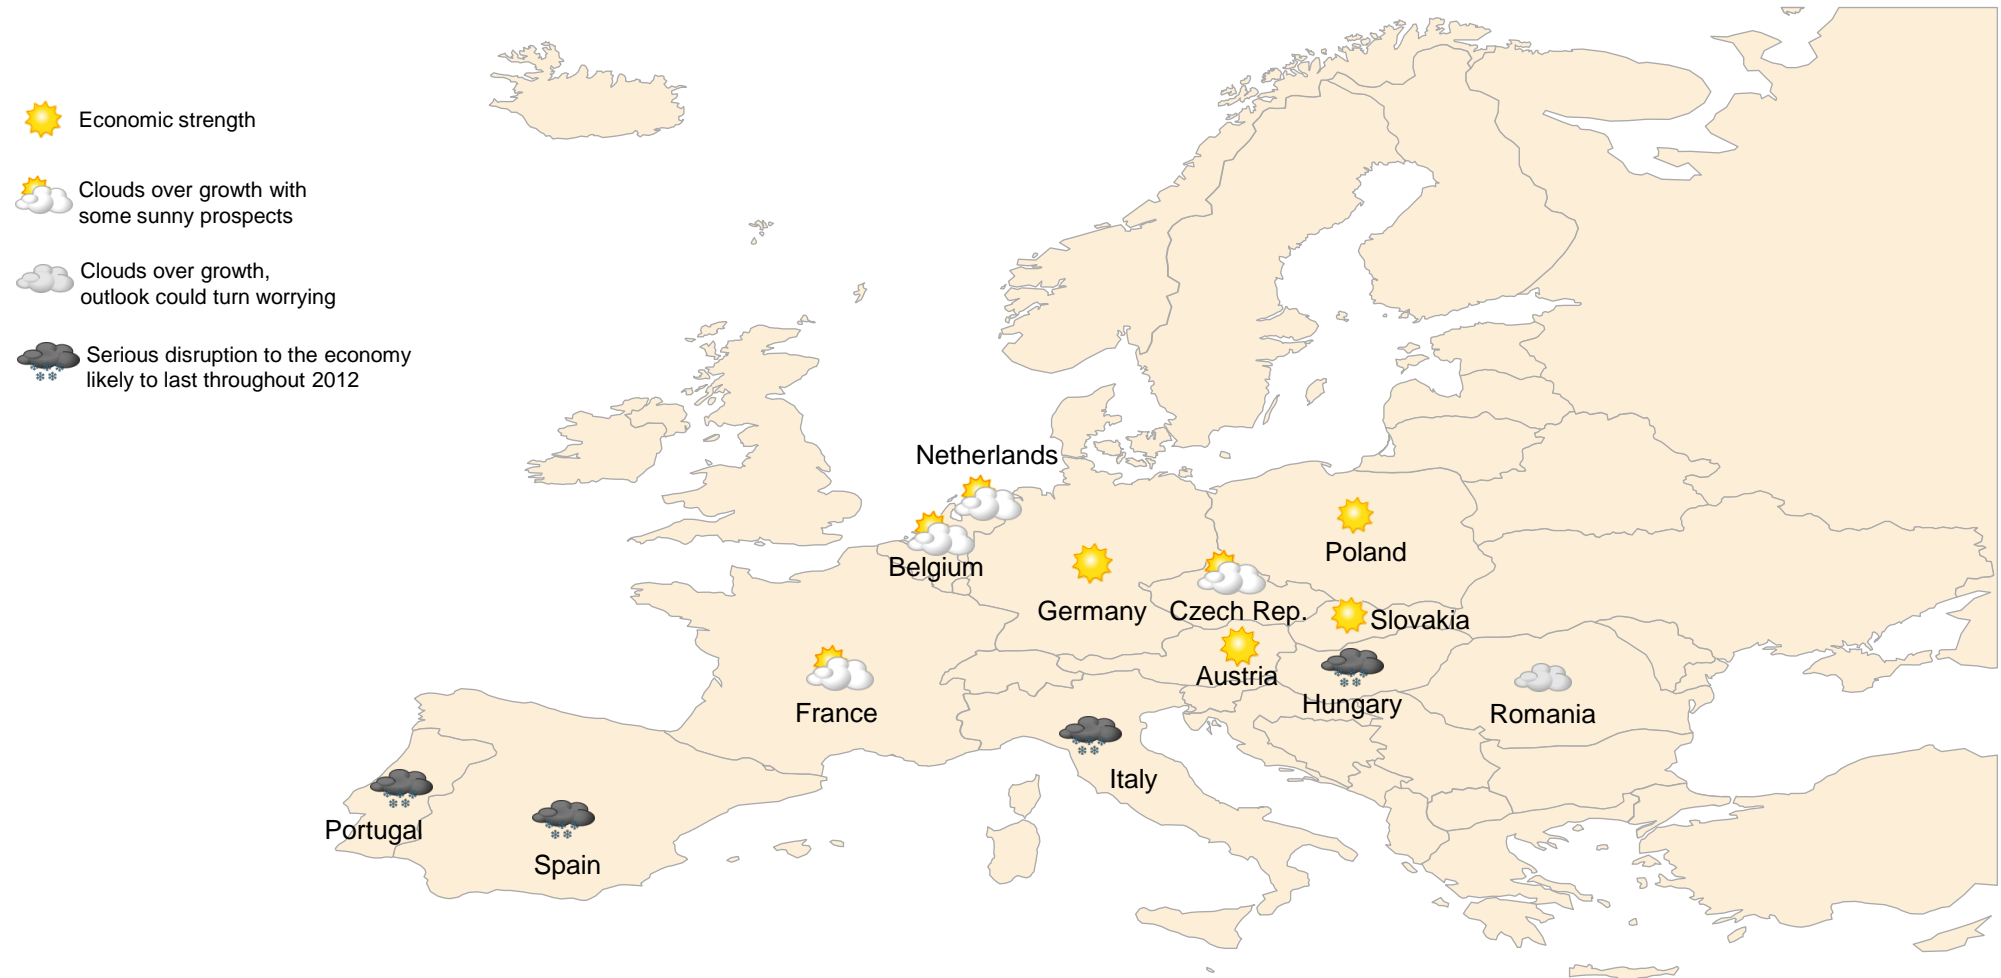 Economic strength
Clouds over growth with
some sunny prospects
Clouds over growth,
outlook could turn worrying
Serious disruption to the economy
likely to last throughout 2012
Netherlands
Belgium
Poland
Germany
Czech Rep.
Slovakia
Austria
Hungary
France
Romania
Italy
Portugal
Spain